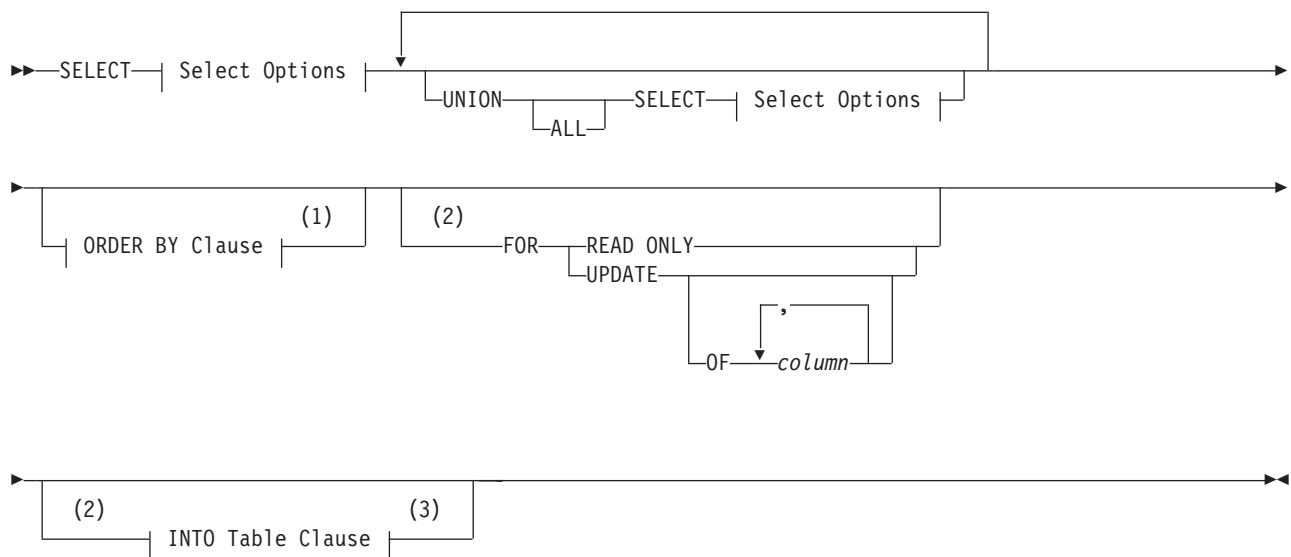 SELECT Select Options
UNION SELECT Select Options
ALL
(1) (2)
ORDER BY Clause FOR READ ONLY
UPDATE
,
OF column
(2) (3)
INTO Table Clause